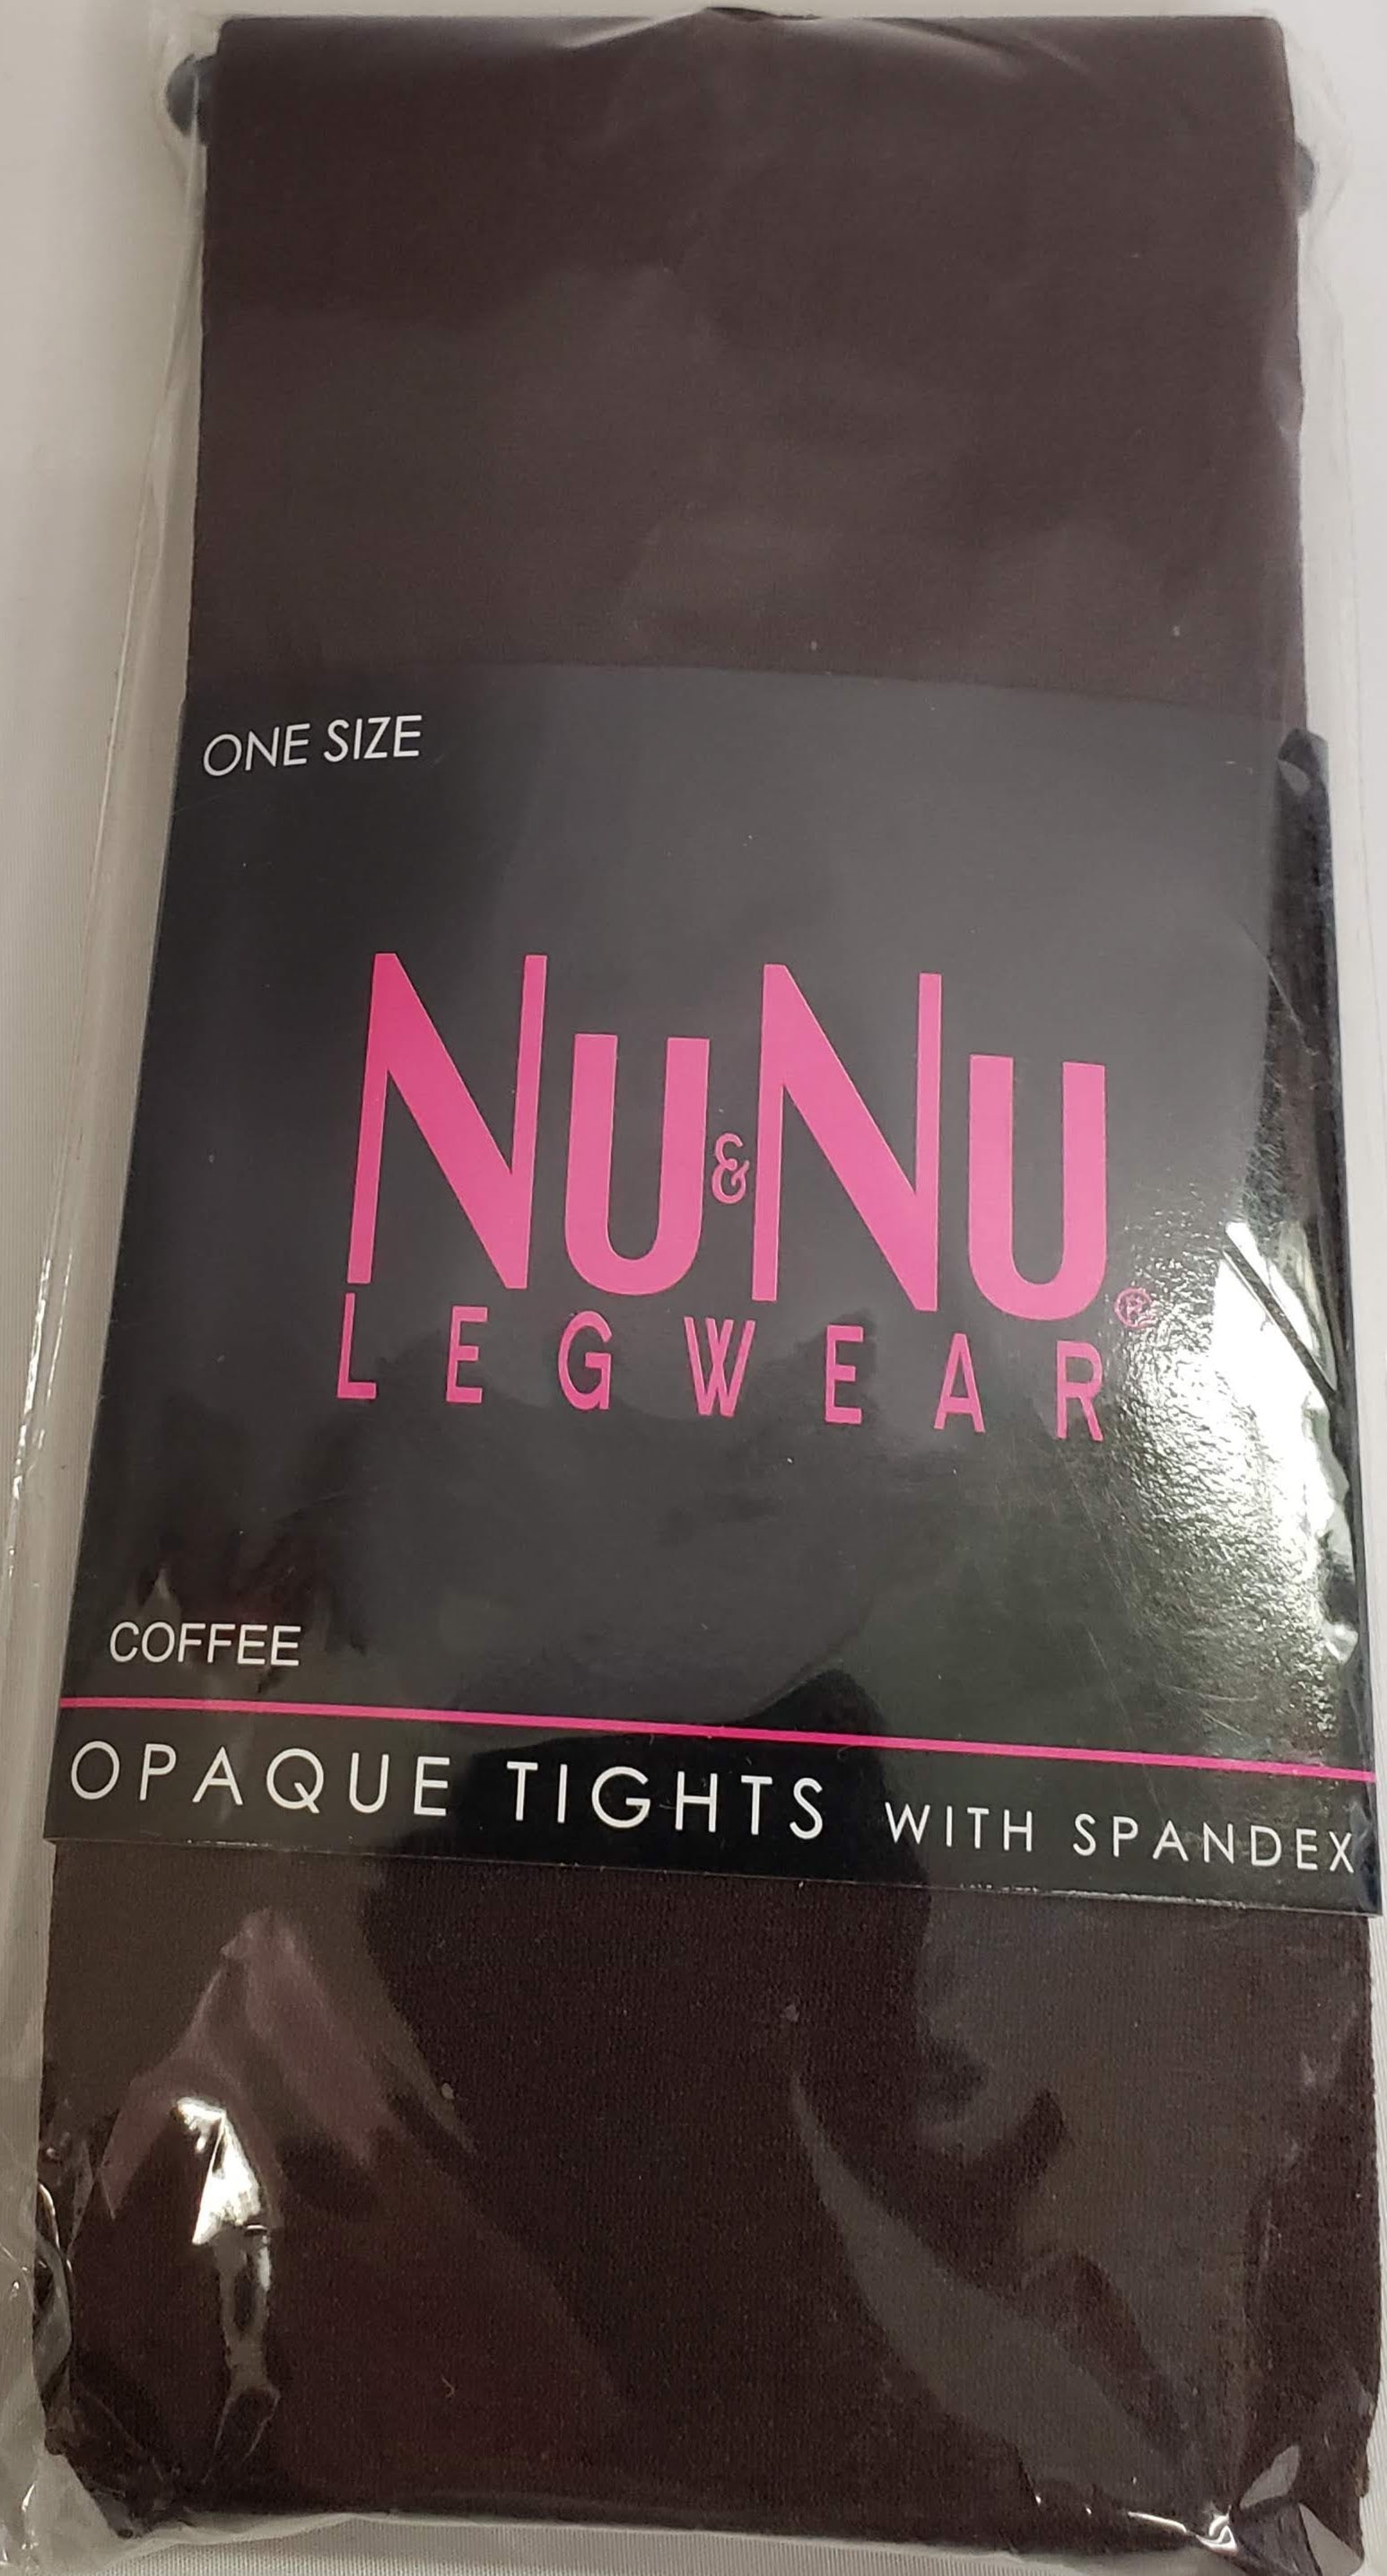 ONE SIZE
NU&NU®
LEGWEAR
COFFEE
OPAQUE TIGHTS WITH SPANDEX